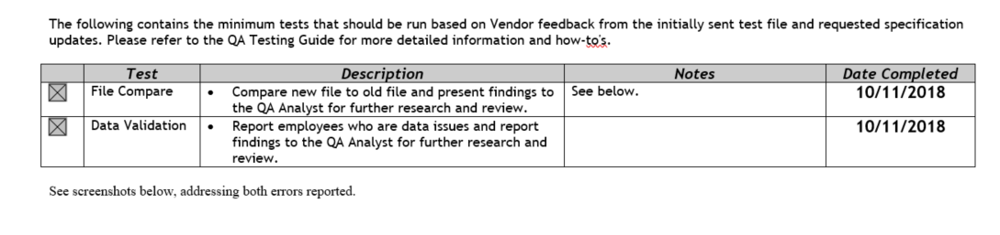 The following contains the minimum tests that should be run based on Vendor feedback from the initially sent test file and requested specification
updates. Please refer to the QA Testing Guide for more detailed information and how-to's.
Test Description Notes Date Completed
File Compare • Compare new file to old file and present findings to See below. 10/11/2018
the QA Analyst for further research and review.
Data Validation • Report employees who are data issues and report 10/11/2018
findings to the QA Analyst for further research and
review.
See screenshots below, addressing both errors reported.